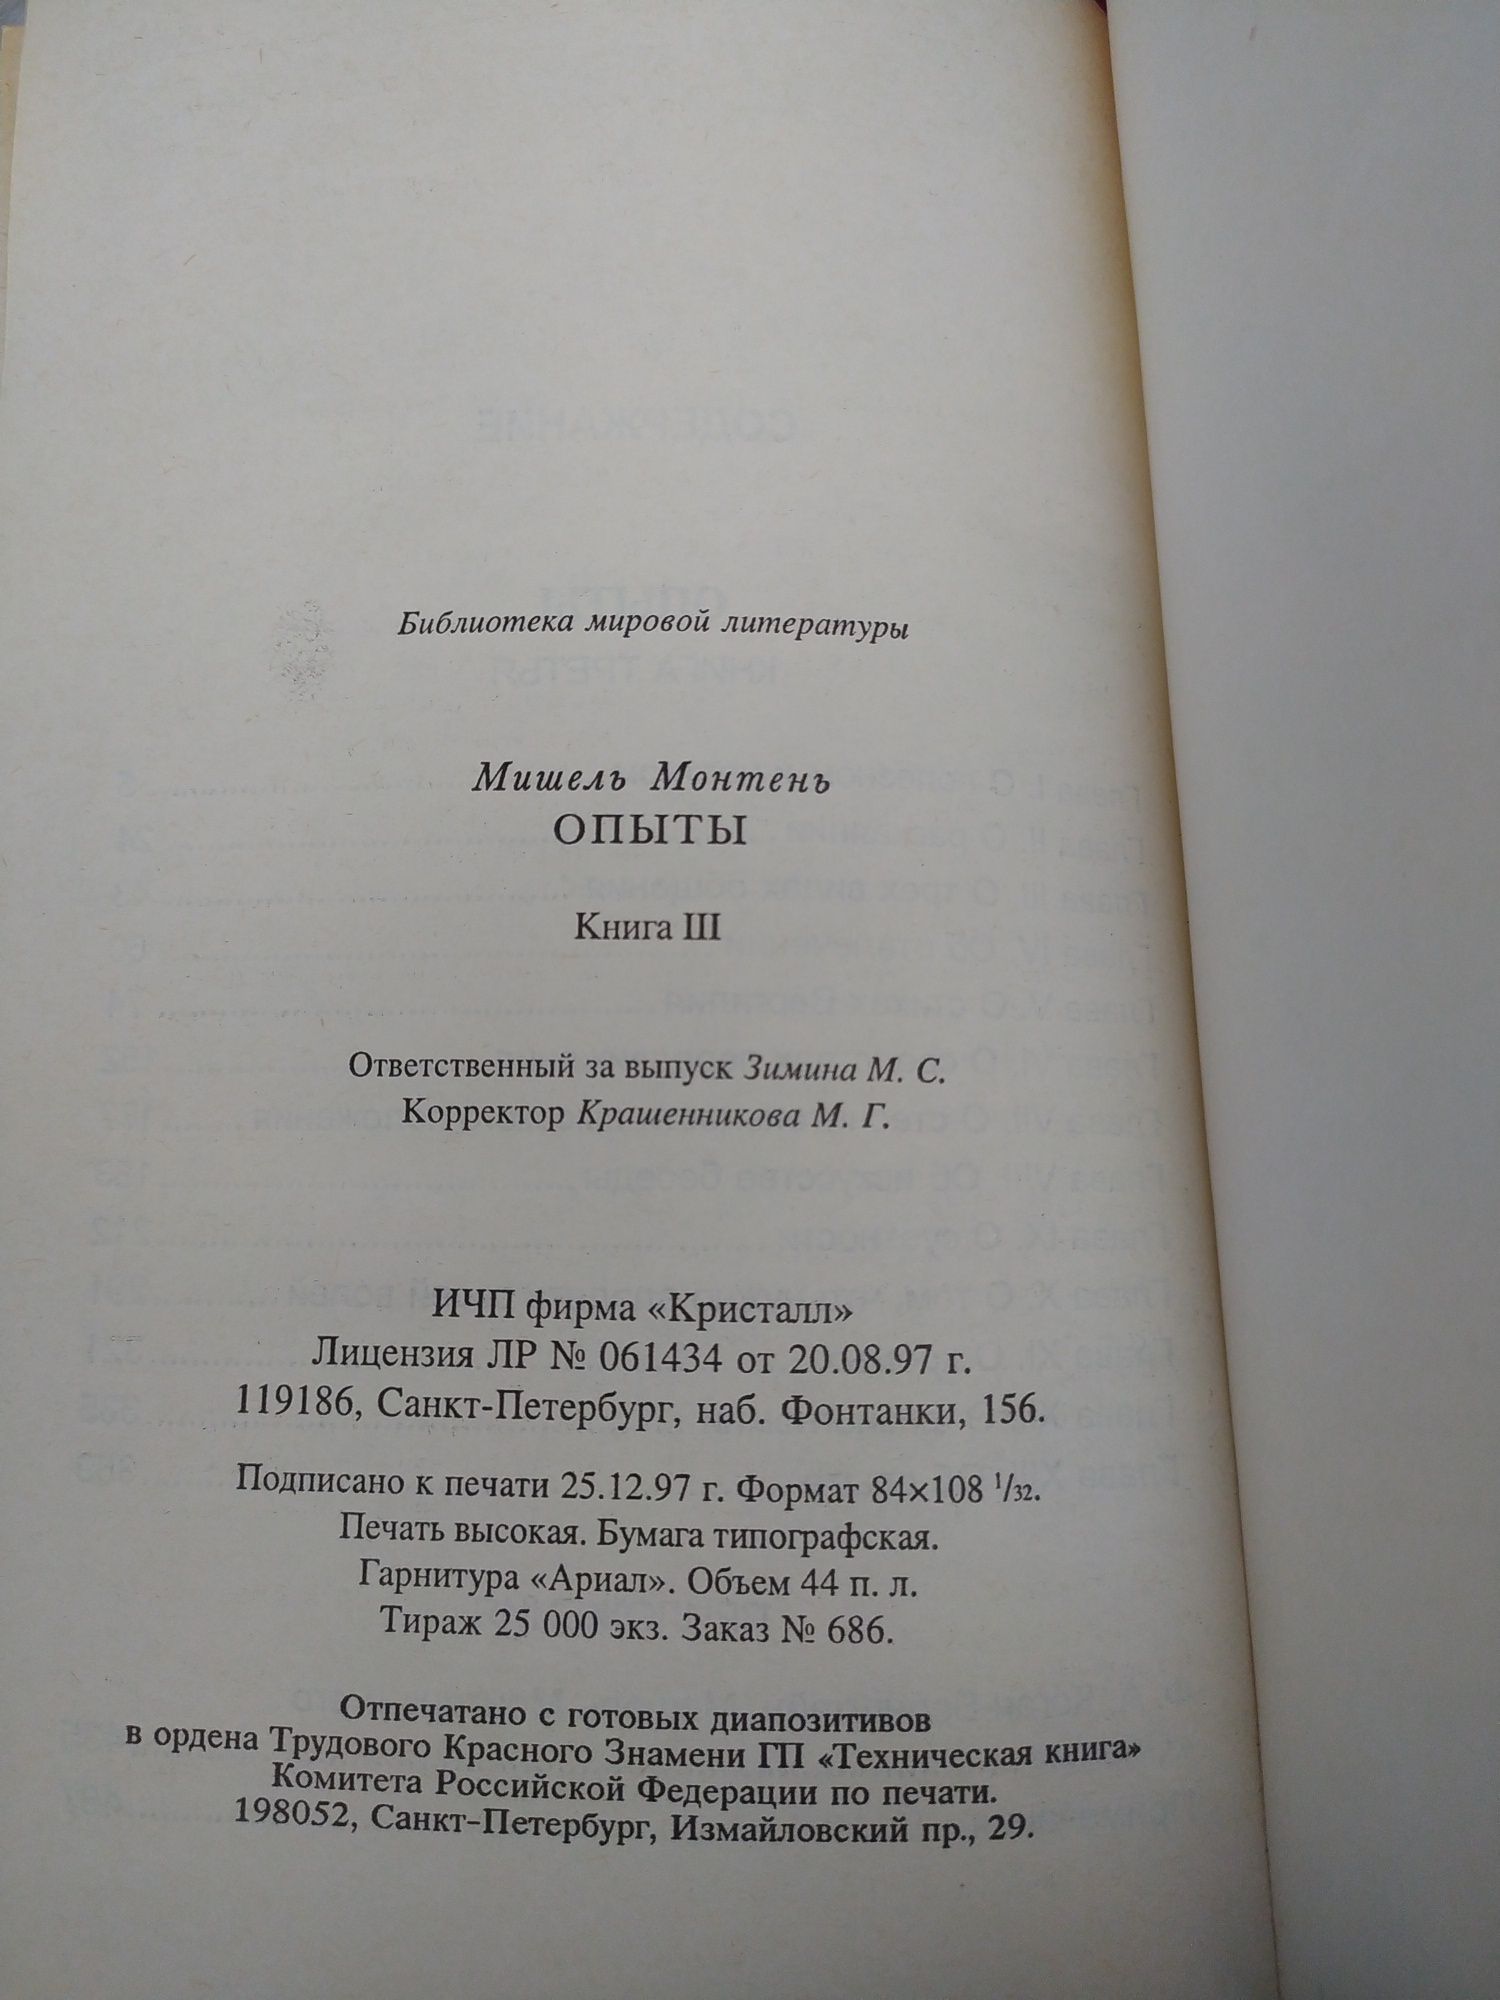 Библиотека мировой литературы
Мишель Монтень
ОПЫТЫ
Книга III
Ответственный за выпуск Зимина М. С.
Корректор Крашенникова М. Г.
ИЧП фирма «Кристалл»
Лицензия ЛР № 061434 от 20.08.97 г.
119186, Санкт-Петербург, наб. Фонтанки, 156.
Подписано к печати 25.12.97 г. Формат 84×108 1/32.
Печать высокая. Бумага типографская.
Гарнитура «Ариал». Объем 44 п. л.
Тираж 25 000 экз. Заказ № 686.
Отпечатано с готовых диапозитивов
в ордена Трудового Красного Знамени ГП «Техническая книга»
Комитета Российской Федерации по печати.
198052, Санкт-Петербург, Измайловский пр., 29.